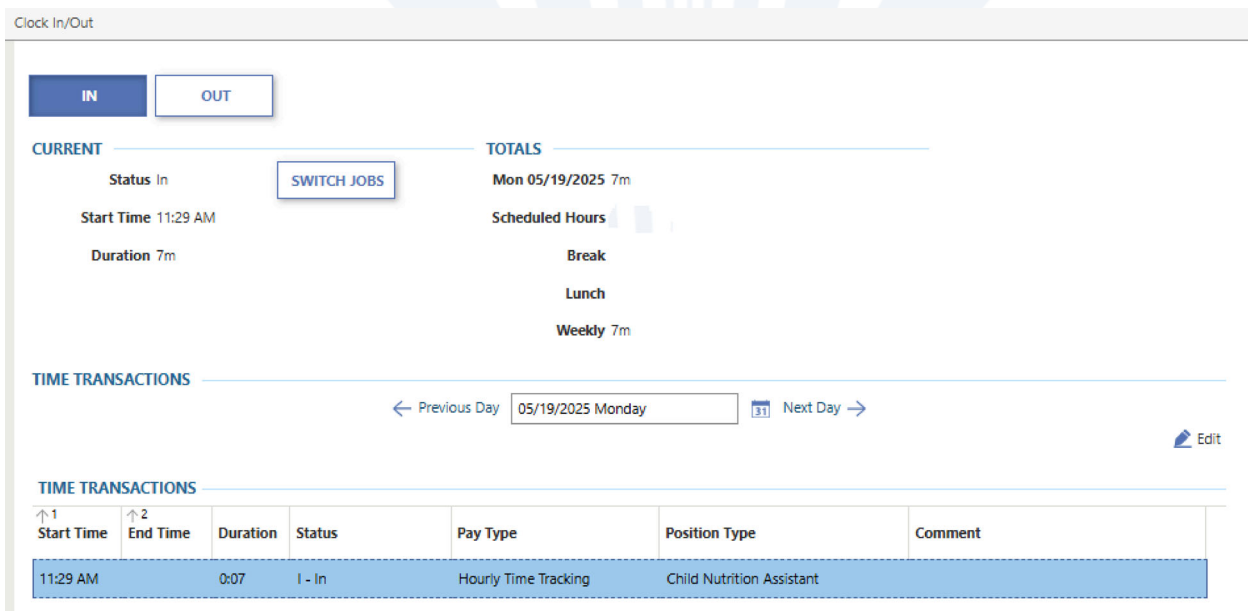 Clock In/Out
IN OUT
CURRENT TOTALS
Status In SWITCH JOBS Mon 05/19/2025 7m
Start Time 11:29 AM Scheduled Hours
Duration 7m Break
Lunch
Weekly 7m
TIME TRANSACTIONS
← Previous Day 05/19/2025 Monday 31 Next Day →
Edit
TIME TRANSACTIONS
↑1 ↑2
Start Time End Time Duration Status Pay Type Position Type Comment
11:29 AM 0:07 I - In Hourly Time Tracking Child Nutrition Assistant